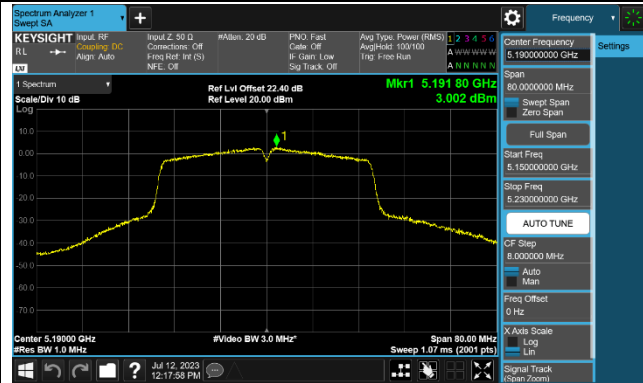 Spectrum Analyzer 1
Swept SA
Frequency
KEYSIGHT
RL
LXI
Input: RF
Coupling: DC
Align: Auto
Input Z: 50 Ω
Corrections: Off
Freq Ref: Int (S)
NFE: Off
#Atten: 20 dB
PNO: Fast
Gate: Off
IF Gain: Low
Sig Track: Off
Avg Type: Power (RMS)
Avg|Hold: 100/100
Trig: Free Run
1 2 3 4 5 6
A W W W W W
A N N N N N
Center Frequency
5.190000000 GHz
Settings
Span
80.0000000 MHz
Swept Span
Zero Span
Full Span
Start Freq
5.150000000 GHz
Stop Freq
5.230000000 GHz
AUTO TUNE
CF Step
8.000000 MHz
Auto
Man
Freq Offset
0 Hz
X Axis Scale
Log
Lin
Signal Track
(Span Zoom)
1 Spectrum
Scale/Div 10 dB
Log
Ref Lvl Offset 22.40 dB
Ref Level 20.00 dBm
Mkr1 5.191 80 GHz
3.002 dBm
1
10.0
0.00
-10.0
-20.0
-30.0
-40.0
-50.0
-60.0
-70.0
Center 5.19000 GHz
#Res BW 1.0 MHz
#Video BW 3.0 MHz*
Span 80.00 MHz
Sweep 1.07 ms (2001 pts)
?
Jul 12, 2023
12:17:58 PM